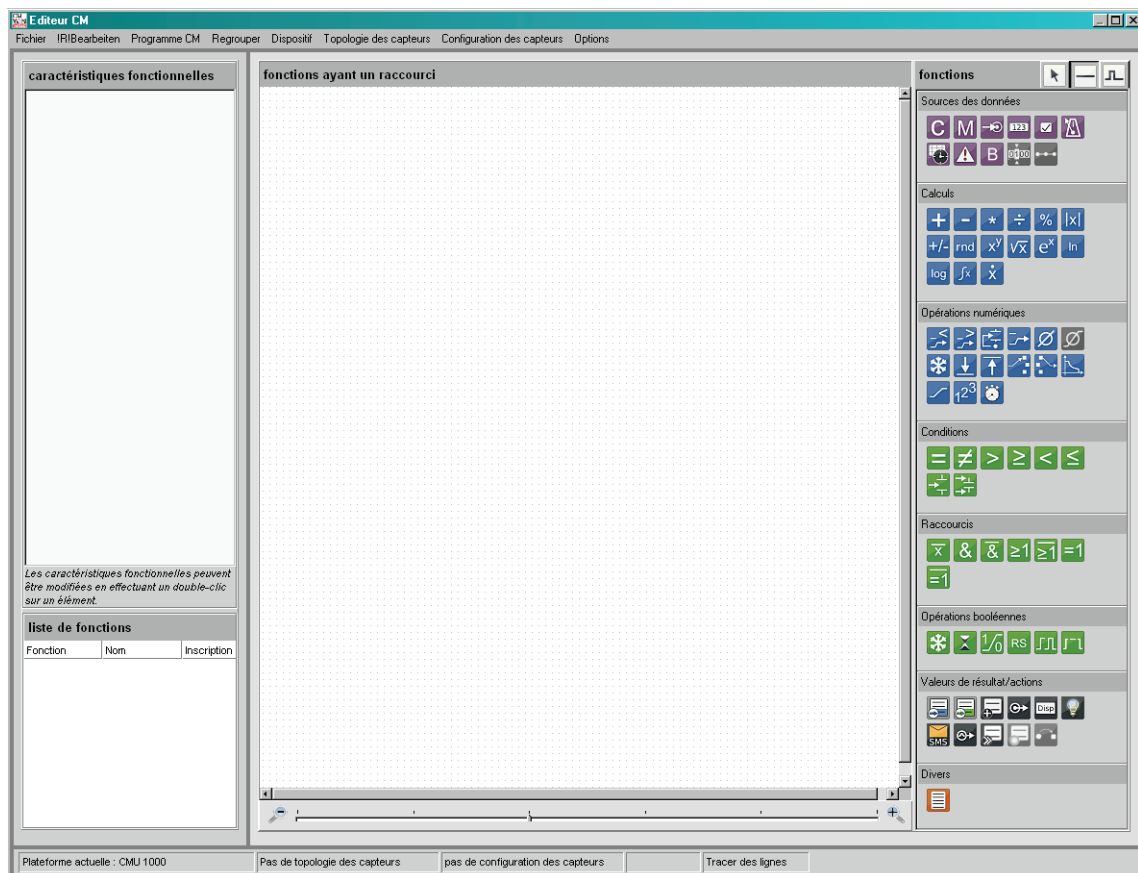 Editeur CM
Fichier !R!Bearbeiten Programme CM Regrouper Dispositif Topologie des capteurs Configuration des capteurs Options
caractéristiques fonctionnelles
Les caractéristiques fonctionnelles peuvent
être modifiées en effectuant un double-clic
sur un élément.
liste de fonctions
Fonction Nom Inscription
fonctions ayant un raccourci
fonctions
Sources des données
C M 123
B 0100
Calculs
+ - * ÷ % |x|
+/- rnd x^y √x e^x ln
log ∫x ẋ
Opérations numériques
123
Conditions
= ≠ > ≥ < ≤
Raccourcis
x̅ & &̅ ≥1 ≥1 =1
=1
Opérations booléennes
1/0 RS
Valeurs de résultat/actions
Disp
SMS
Divers
Plateforme actuelle : CMU 1000 Pas de topologie des capteurs pas de configuration des capteurs Tracer des lignes